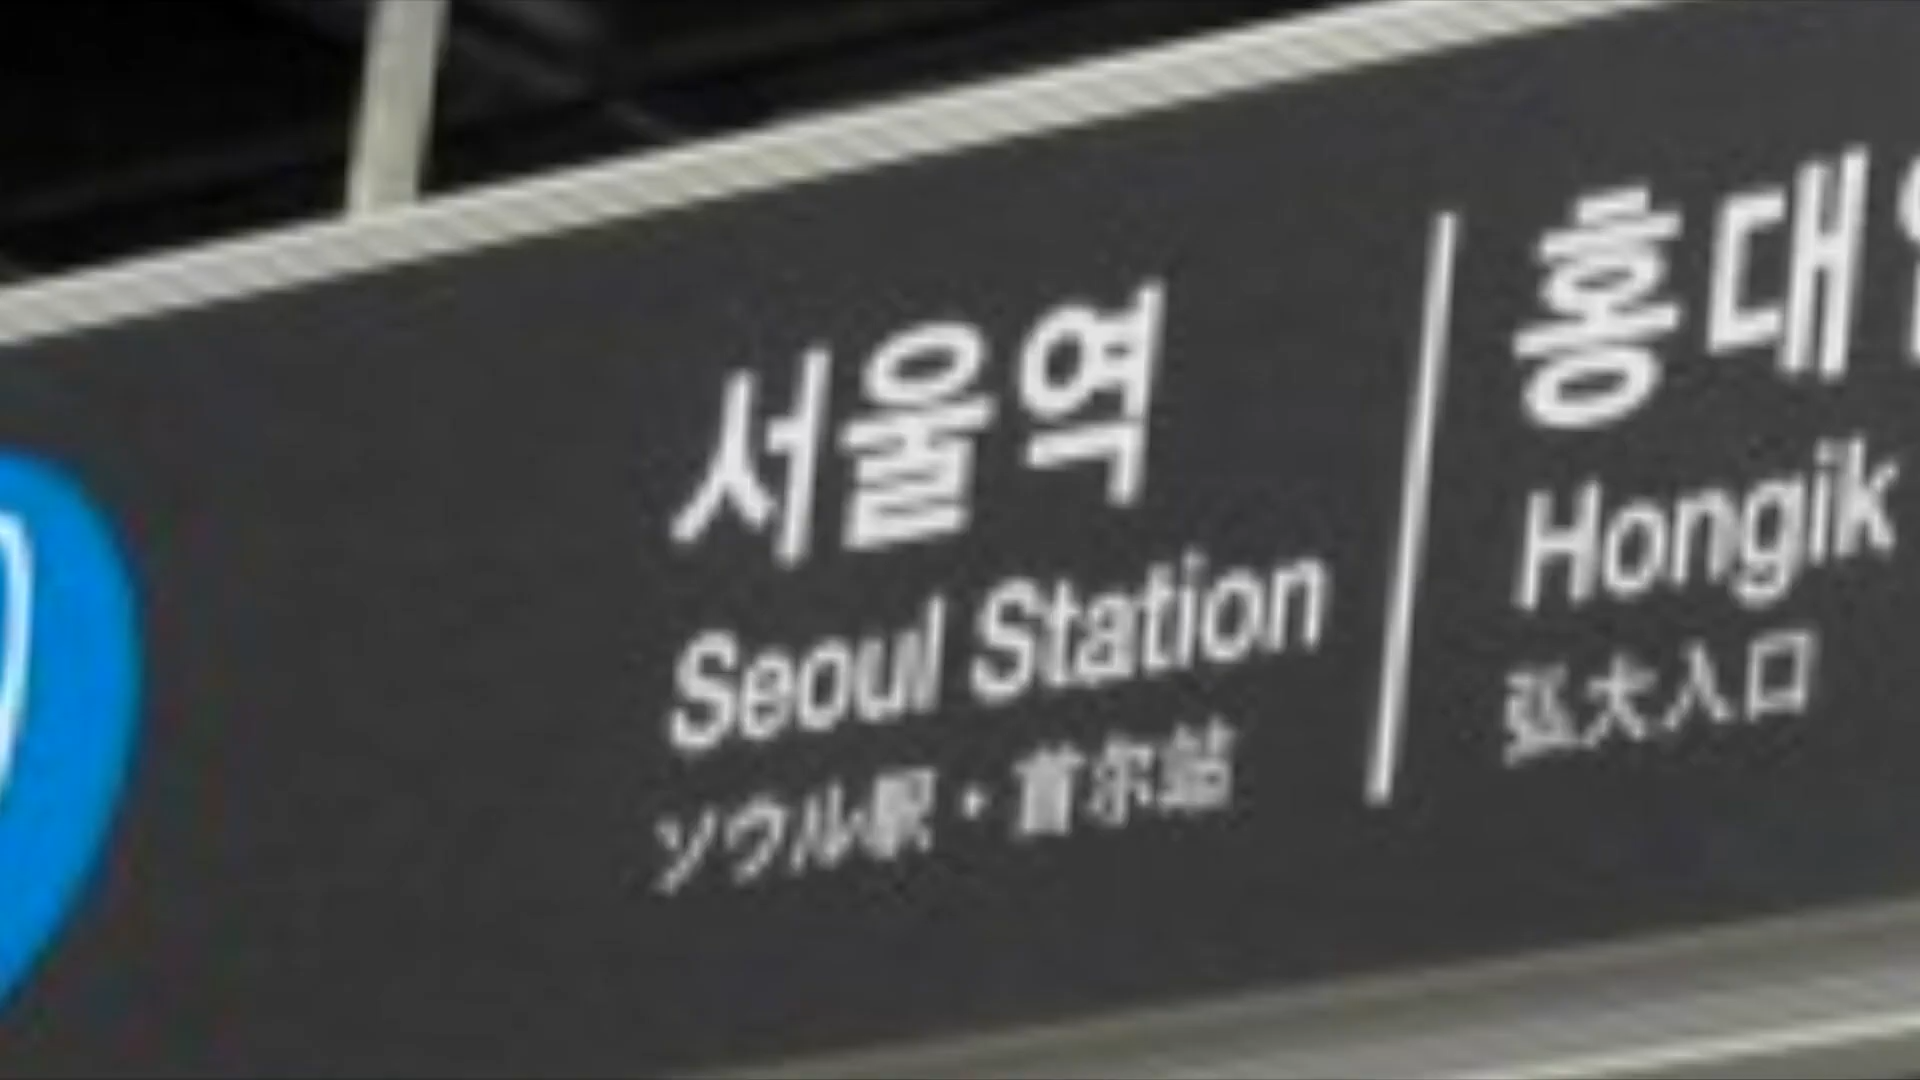 서울역
Seoul Station
ソウル駅・首尔站
홍대
Hongik
弘大入口